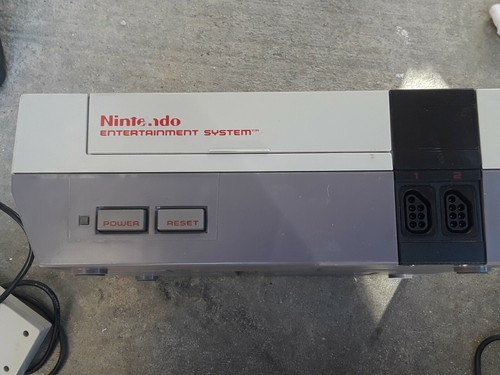 Nintendo
ENTERTAINMENT SYSTEM™
1 2
POWER RESET